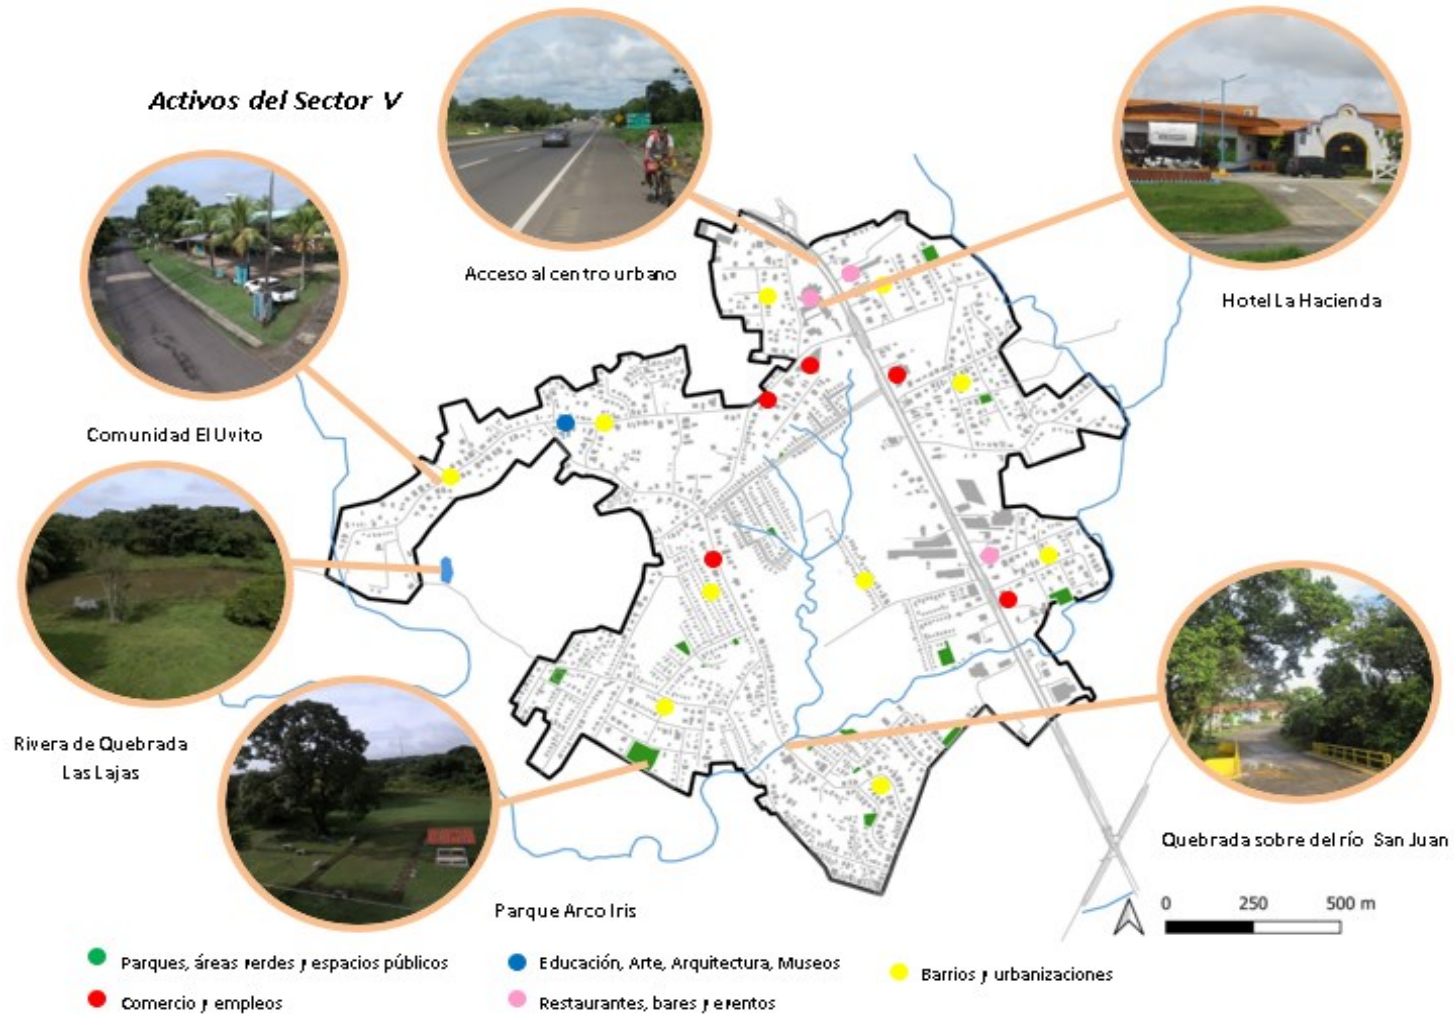 Activos del Sector V
Acceso al centro urbano
Hotel La Hacienda
Comunidad El Uvito
Rivera de Quebrada
Las Lajas
Quebrada sobre del río San Juan
Parque Arco Iris
0 250 500 m
Parques, áreas verdes y espacios públicos
Educación, Arte, Arquitectura, Museos
Barrios y urbanizaciones
Comercio y empleos
Restaurantes, bares y eventos